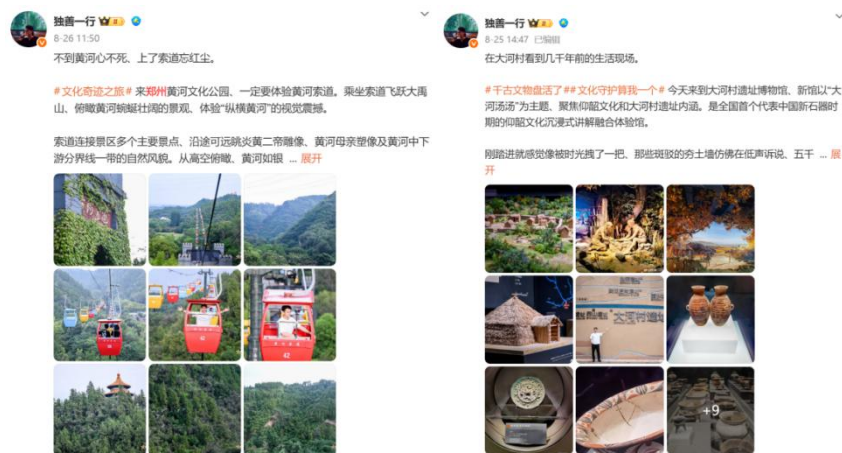 独善一行
8-26 11:50
不到黄河心不死、上了索道忘红尘。
#文化奇迹之旅# 来郑州黄河文化公园、一定要体验黄河索道。乘坐索道飞跃大禹
山、俯瞰黄河蜿蜒壮阔的景观、体验“纵横黄河”的视觉震撼。
索道连接景区多个主要景点、沿途可远眺炎黄二帝雕像、黄河母亲塑像及黄河中下
游分界线一带的自然风貌。从高空俯瞰、黄河如银 ... 展开
42
独善一行
8-25 14:47 已编辑
在大河村看到几千年前的生活现场。
#千古文物盘活了##文化守护算我一个# 今天来到大河村遗址博物馆、新馆以“大
河汤汤”为主题、聚焦仰韶文化和大河村遗址内涵。是全国首个代表中国新石器时
期的仰韶文化沉浸式讲解融合体验馆。
刚踏进就感觉像被时光拽了一把、那些斑驳的夯土墙仿佛在低声诉说、五千 ... 展
开
大河村遗址
+9